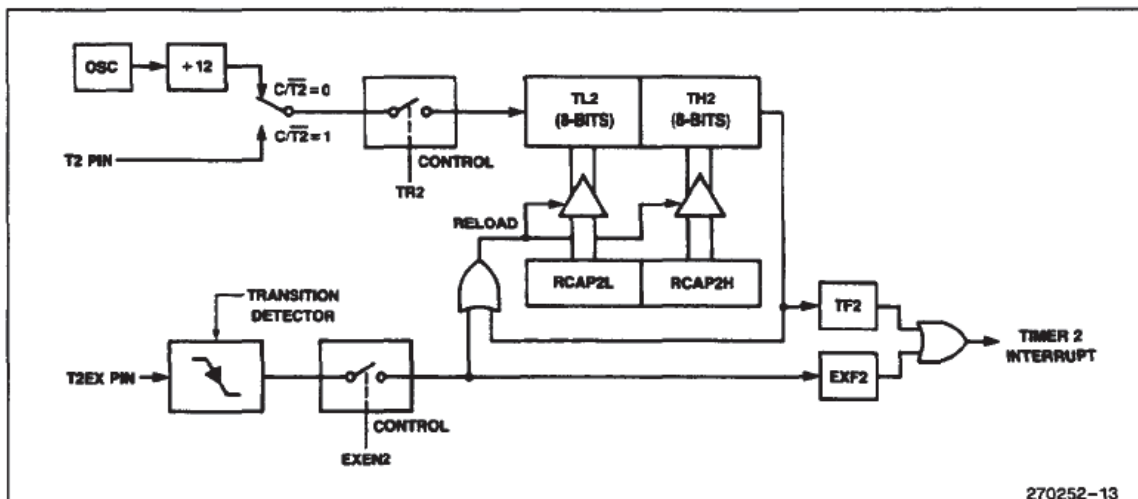 OSC
÷12
C/T2̅ = 0
C/T2̅ = 1
T2 PIN
CONTROL
TR2
TL2
(8-BITS)
TH2
(8-BITS)
RELOAD
RCAP2L
RCAP2H
TRANSITION
DETECTOR
T2EX PIN
CONTROL
EXEN2
TF2
EXF2
TIMER 2
INTERRUPT
270252-13